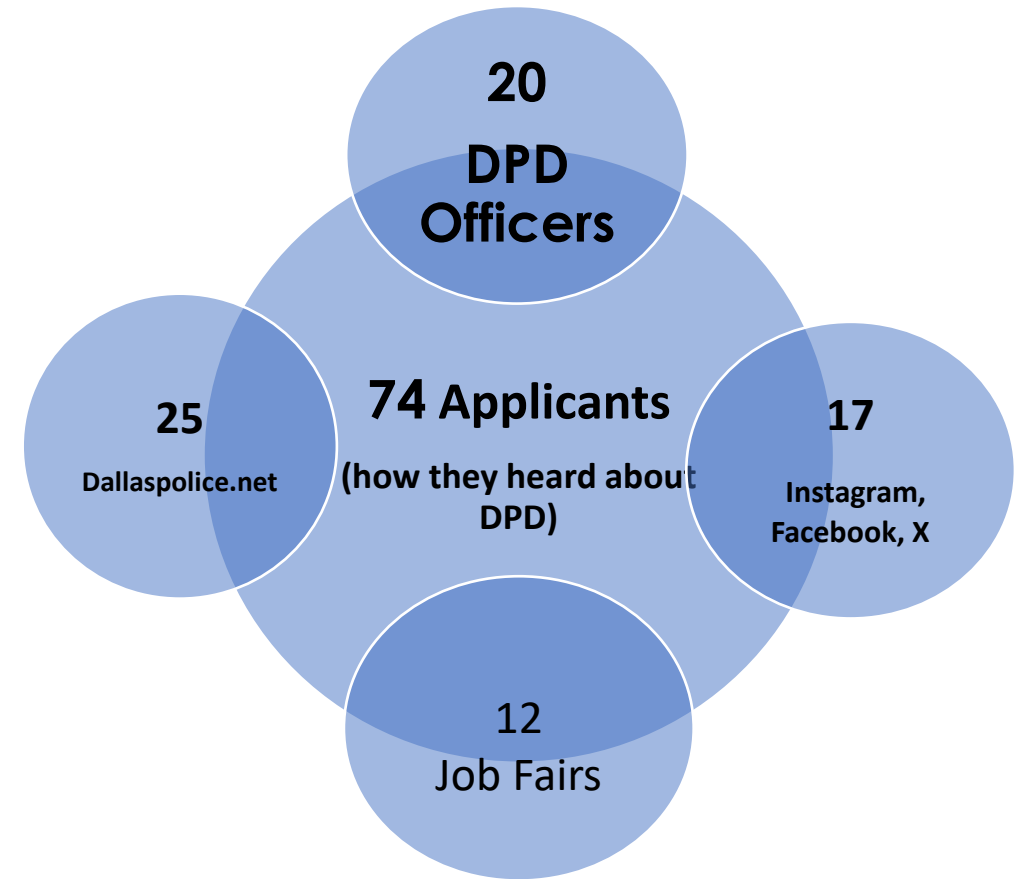 20
DPD
Officers
25
Dallaspolice.net
74 Applicants
(how they heard about
DPD)
17
Instagram,
Facebook, X
12
Job Fairs